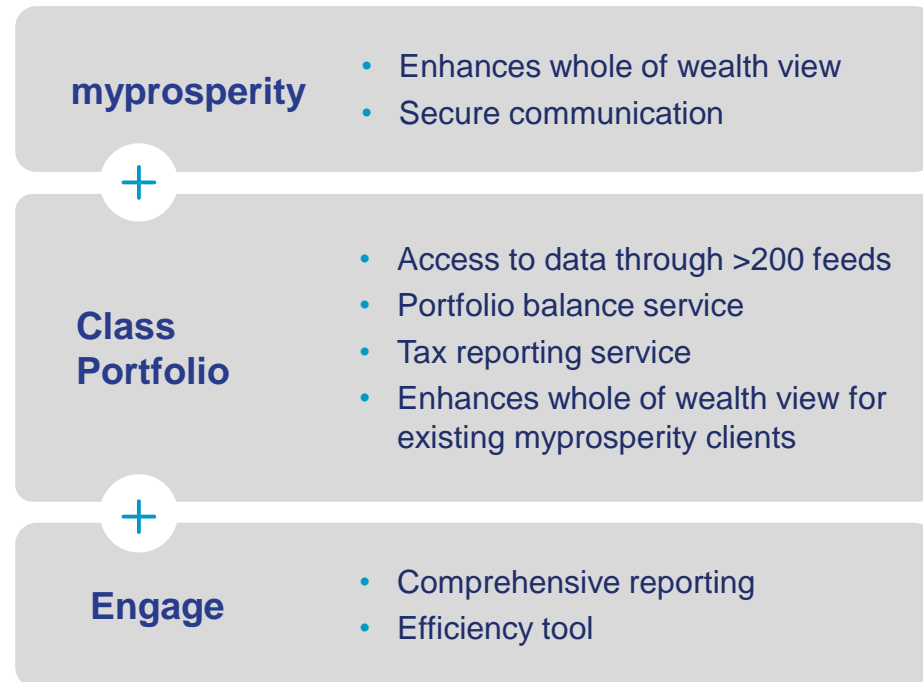 myprosperity
• Enhances whole of wealth view
• Secure communication
+
Class
Portfolio
• Access to data through >200 feeds
• Portfolio balance service
• Tax reporting service
• Enhances whole of wealth view for
existing myprosperity clients
+
Engage
• Comprehensive reporting
• Efficiency tool